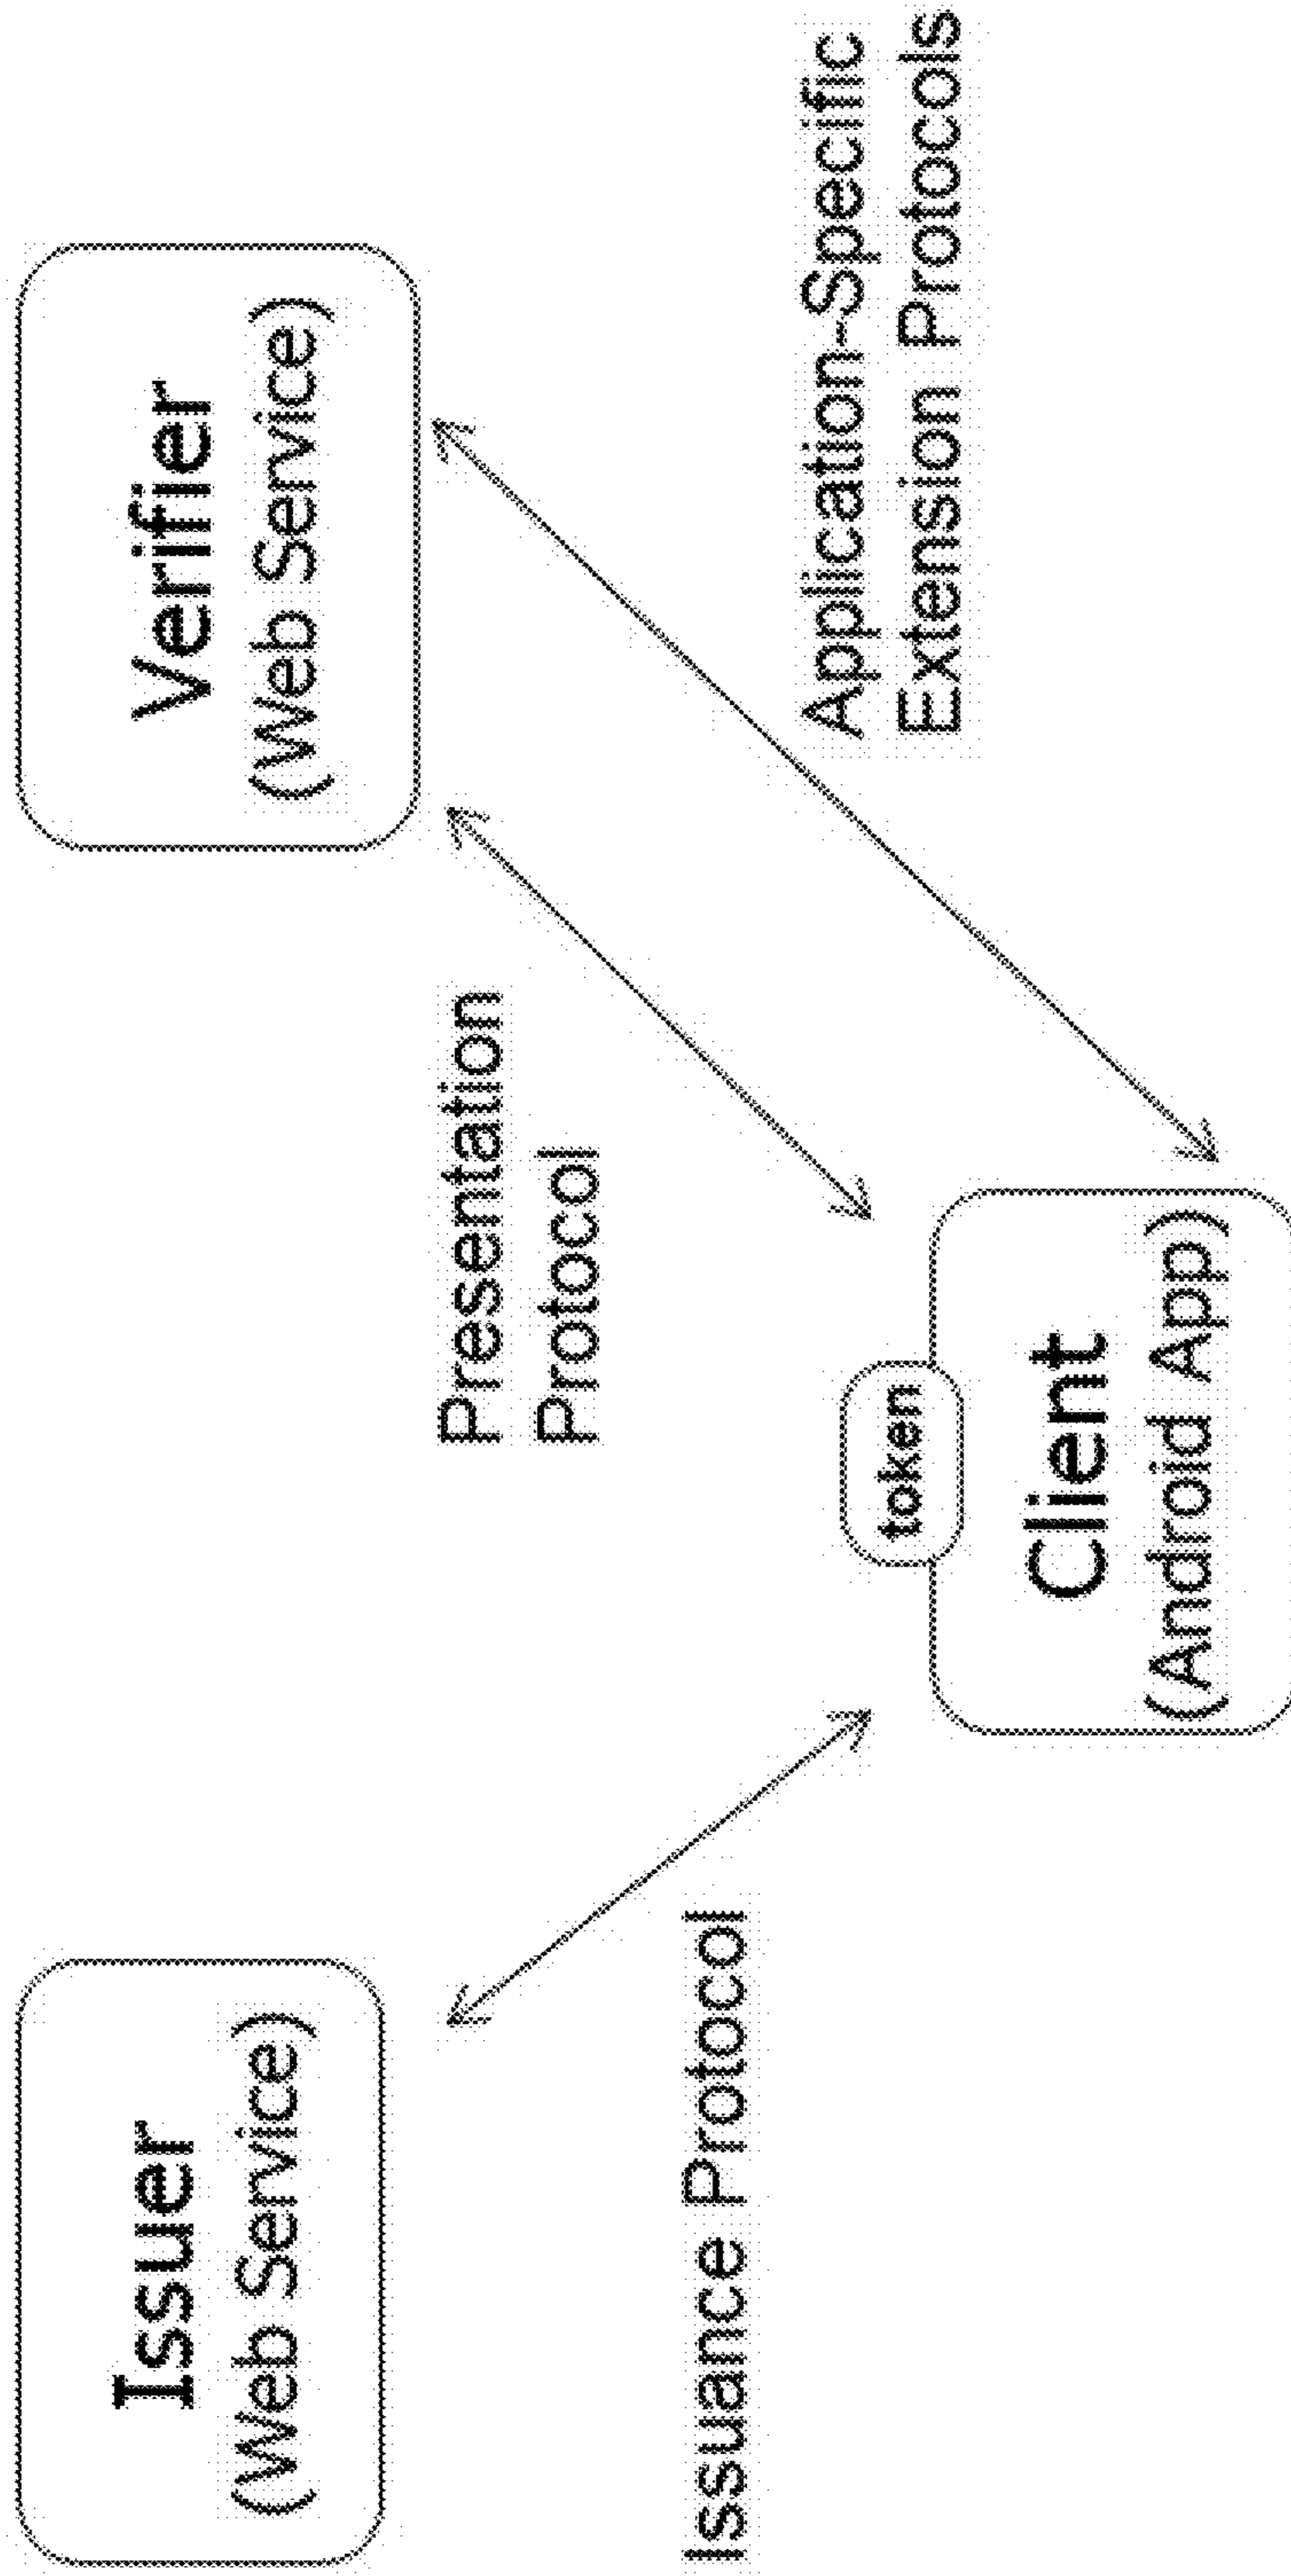 Issuer
(Web Service)
Verifier
(Web Service)
Presentation
Protocol
Issuance Protocol
Application-Specific
Extension Protocols
token
Client
(Android App)